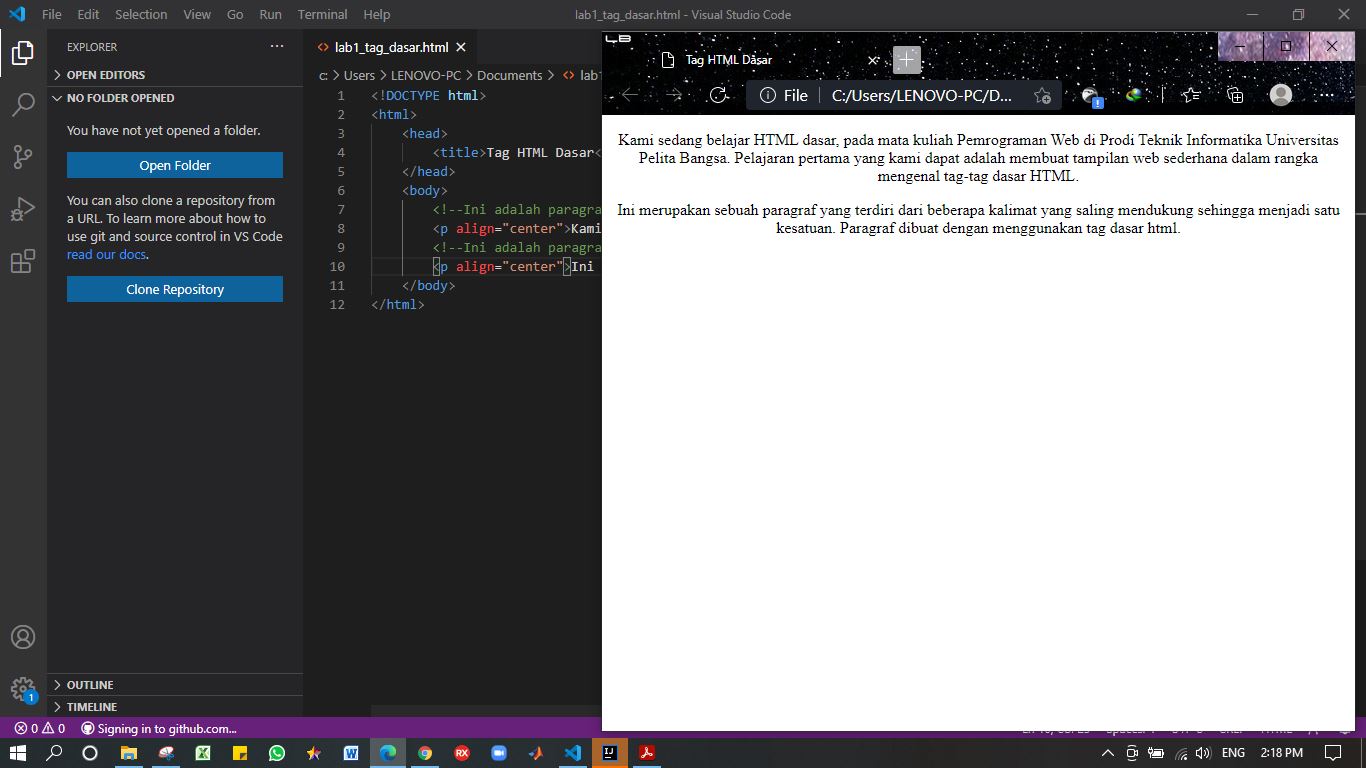 File Edit Selection View Go Run Terminal Help lab1_tag_dasar.html - Visual Studio Code
EXPLORER
OPEN EDITORS
NO FOLDER OPENED
You have not yet opened a folder.
Open Folder
You can also clone a repository from
a URL. To learn more about how to
use git and source control in VS Code
read our docs.
Clone Repository
OUTLINE
TIMELINE
lab1_tag_dasar.html
c: > Users > LENOVO-PC > Documents > lab1
1 <!DOCTYPE html>
2 <html>
3 <head>
4 <title>Tag HTML Dasar<
5 </head>
6 <body>
7 <!--Ini adalah paragra
8 <p align="center">Kami
9 <!--Ini adalah paragra
10 <p align="center">Ini
11 </body>
12 </html>
Tag HTML Dasar
File C:/Users/LENOVO-PC/D...
Kami sedang belajar HTML dasar, pada mata kuliah Pemrograman Web di Prodi Teknik Informatika Universitas
Pelita Bangsa. Pelajaran pertama yang kami dapat adalah membuat tampilan web sederhana dalam rangka
mengenal tag-tag dasar HTML.
Ini merupakan sebuah paragraf yang terdiri dari beberapa kalimat yang saling mendukung sehingga menjadi satu
kesatuan. Paragraf dibuat dengan menggunakan tag dasar html.
1
0 0 Signing in to github.com...
ENG 2:18 PM